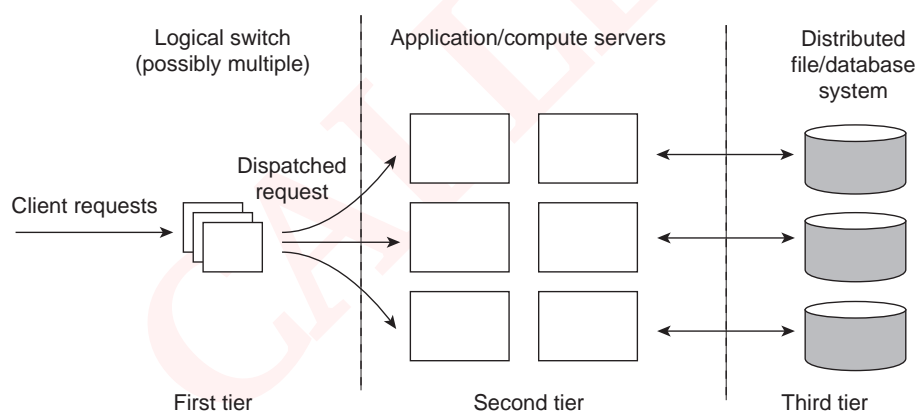 Logical switch
(possibly multiple)
Application/compute servers
Distributed
file/database
system
Dispatched
request
Client requests
First tier
Second tier
Third tier